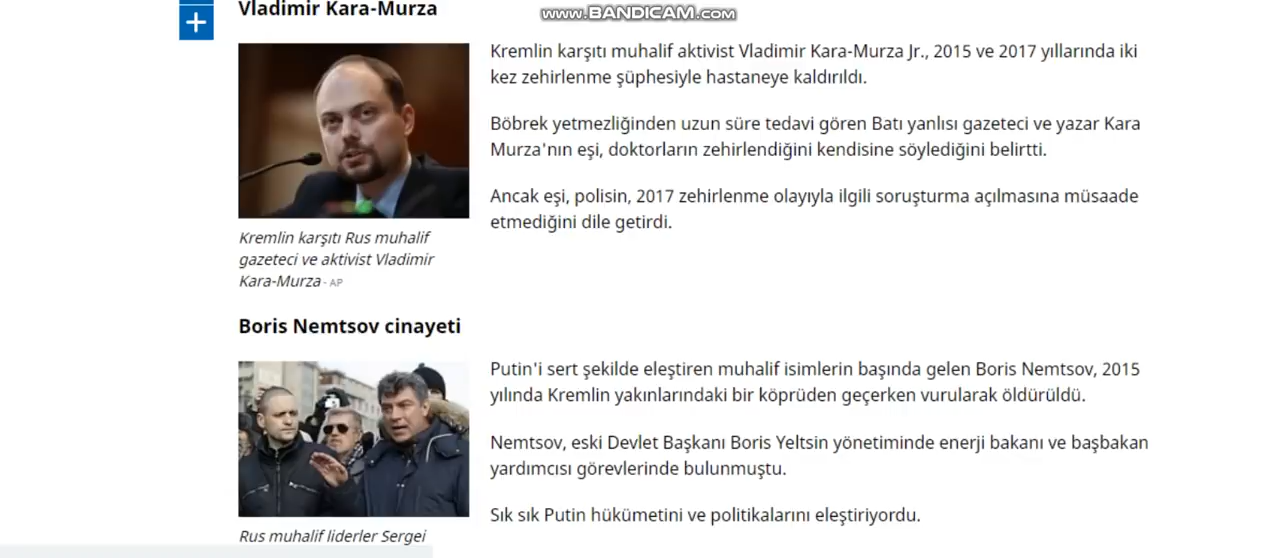 www.BANDICAM.com
Vladimir Kara-Murza
Kremlin karşıtı muhalif aktivist Vladimir Kara-Murza Jr., 2015 ve 2017 yıllarında iki
kez zehirlenme şüphesiyle hastaneye kaldırıldı.
Böbrek yetmezliğinden uzun süre tedavi gören Batı yanlısı gazeteci ve yazar Kara
Murza'nın eşi, doktorların zehirlendiğini kendisine söylediğini belirtti.
Ancak eşi, polisin, 2017 zehirlenme olayıyla ilgili soruşturma açılmasına müsaade
etmediğini dile getirdi.
Kremlin karşıtı Rus muhalif
gazeteci ve aktivist Vladimir
Kara-Murza - AP
Boris Nemtsov cinayeti
Putin'i sert şekilde eleştiren muhalif isimlerin başında gelen Boris Nemtsov, 2015
yılında Kremlin yakınlarındaki bir köprüden geçerken vurularak öldürüldü.
Nemtsov, eski Devlet Başkanı Boris Yeltsin yönetiminde enerji bakanı ve başbakan
yardımcısı görevlerinde bulunmuştu.
Sık sık Putin hükümetini ve politikalarını eleştiriyordu.
Rus muhalif liderler Sergei